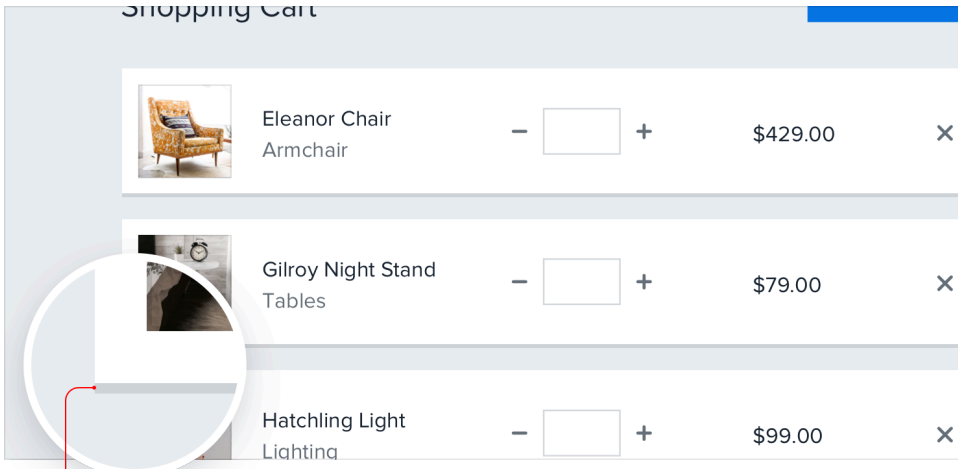 Shopping Cart
Eleanor Chair
Armchair
$429.00
Gilroy Night Stand
Tables
$79.00
Hatchling Light
Lighting
$99.00